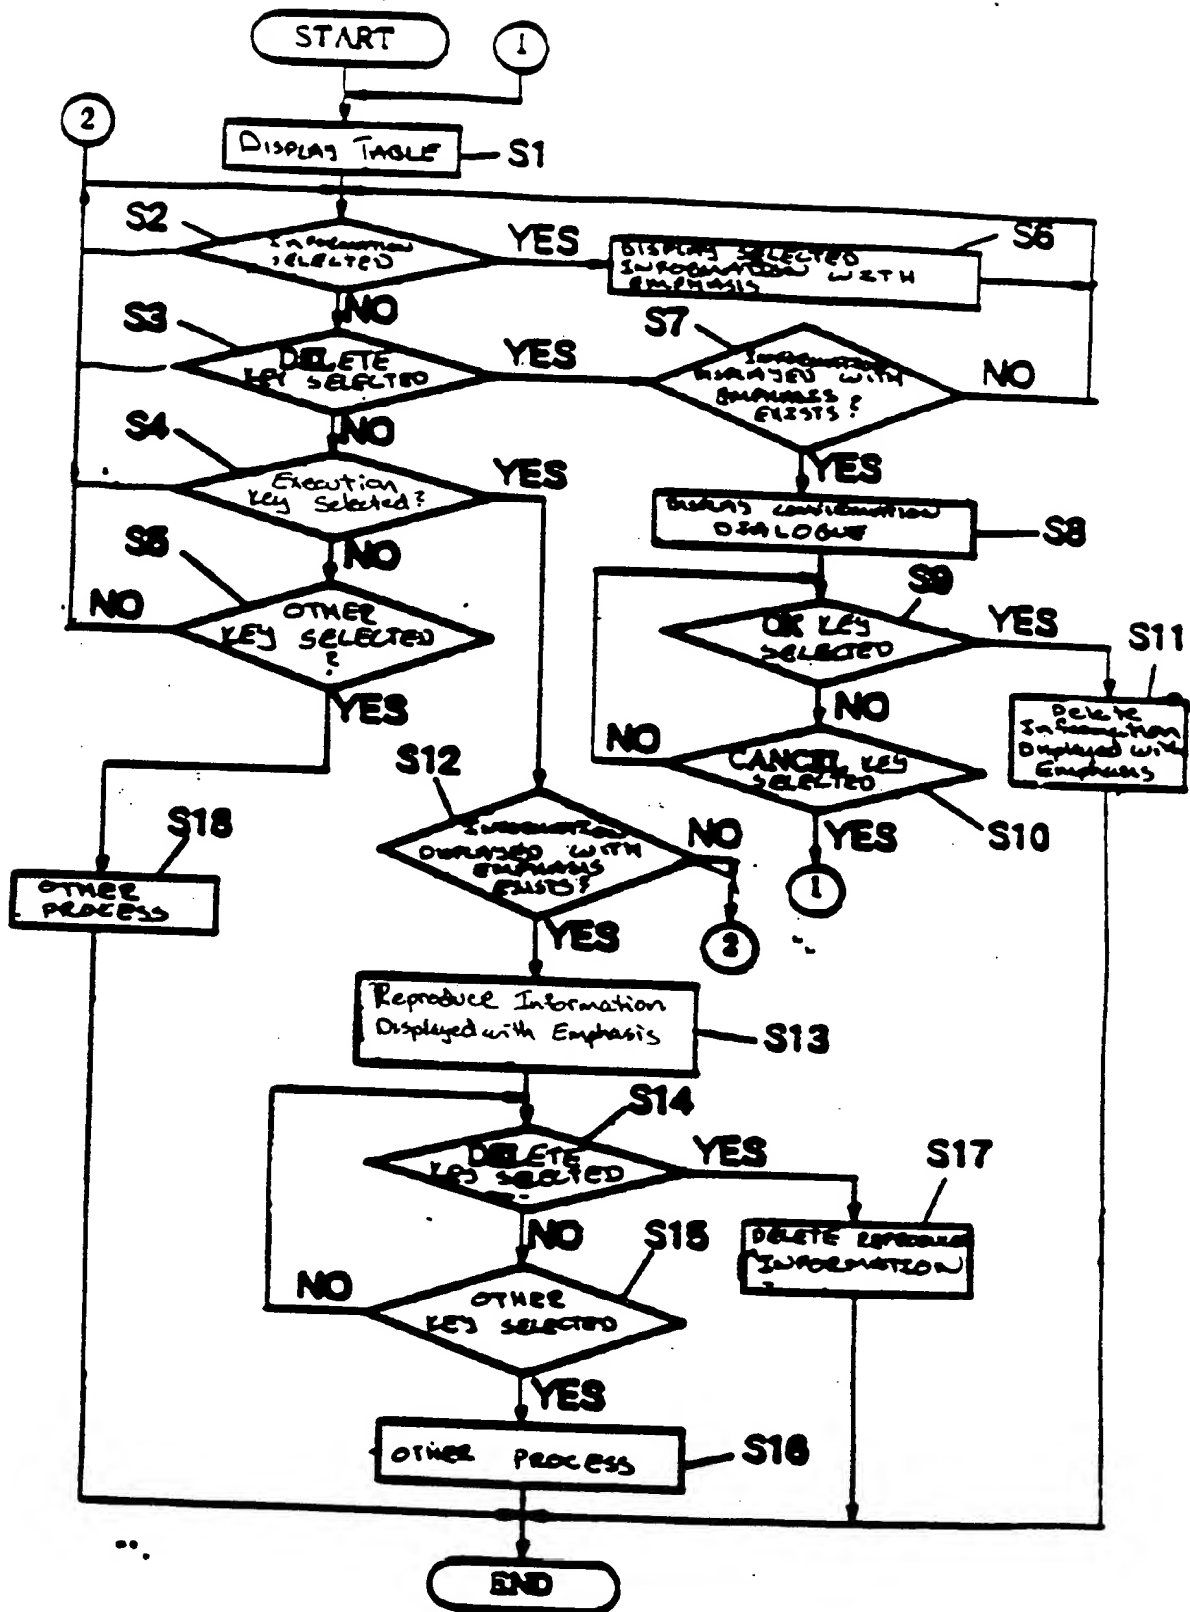 START
1
2
DISPLAY TABLE
S1
S2
Information
SELECTED
YES
DISPLAY SELECTED
INFORMATION WITH
EMPHASIS
S6
NO
S3
DELETE
KEY SELECTED
YES
S7
INFORMATION
DISPLAYED WITH
EMPHASIS
EXISTS?
NO
NO
S4
Execution
Key Selected?
YES
YES
DISPLAY CONFIRMATION
DIALOGUE
S8
NO
S5
NO
OTHER
KEY SELECTED
?
YES
S9
OK KEY
SELECTED
YES
S11
Delete
Information
Displayed with
Emphasis
NO
NO
CANCEL KEY
SELECTED
S10
YES
1
S12
INFORMATION
DISPLAYED WITH
EMPHASIS
EXISTS?
NO
2
S18
OTHER
PROCESS
YES
Reproduce Information
Displayed with Emphasis
S13
S14
DELETE
KEY SELECTED
YES
S17
DELETE REPRODUCED
INFORMATION
NO
S15
NO
OTHER
KEY SELECTED
YES
OTHER PROCESS
S16
END